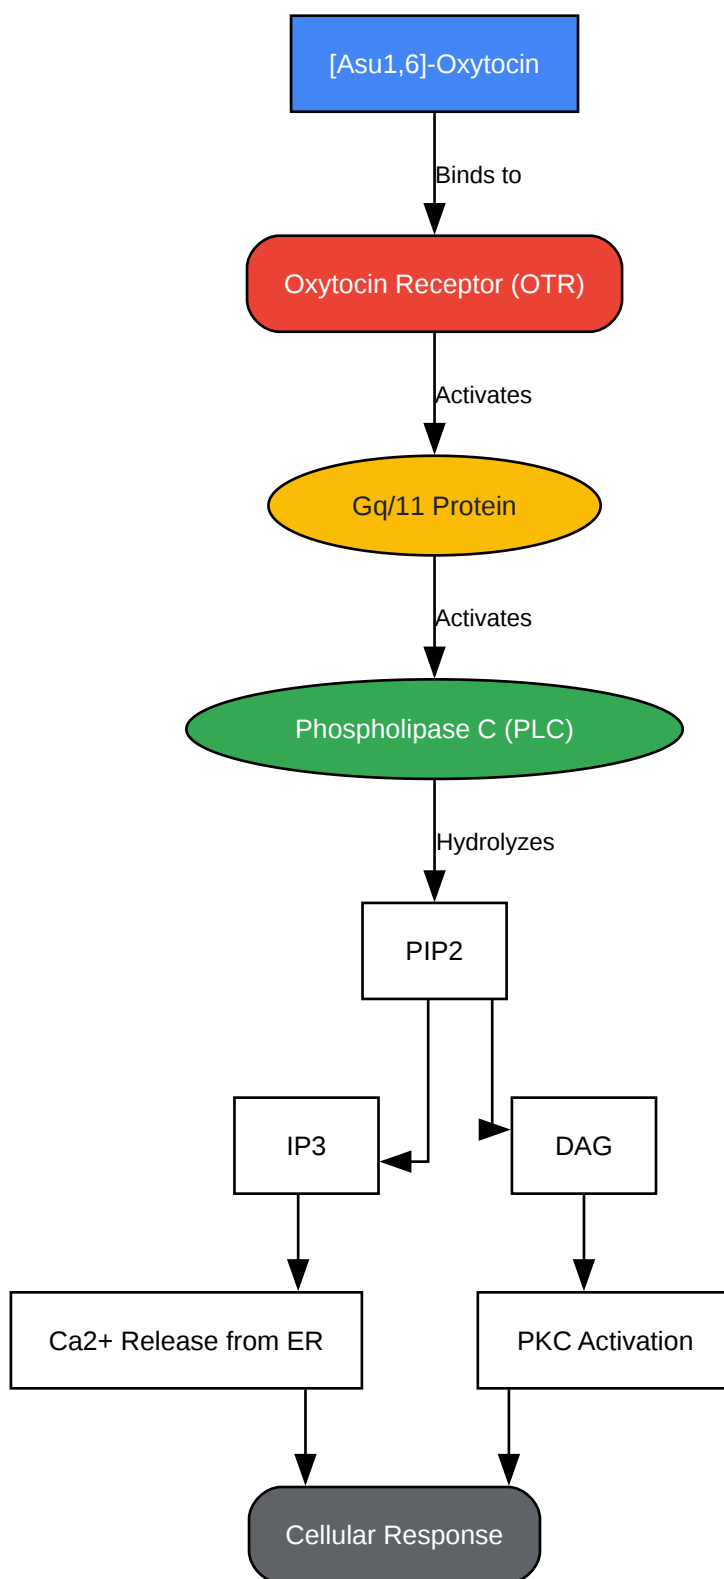 [Asu1,6]-Oxytocin
Binds to
Oxytocin Receptor (OTR)
Activates
Gq/11 Protein
Activates
Phospholipase C (PLC)
Hydrolyzes
PIP2
IP3
DAG
Ca2+ Release from ER
PKC Activation
Cellular Response